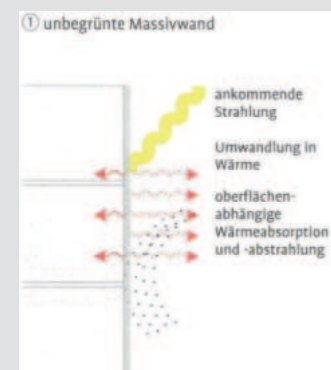 ① unbegrünte Massivwand
ankommende
Strahlung
Umwandlung in
Wärme
oberflächen-
abhängige
Wärmeabsorption
und -abstrahlung